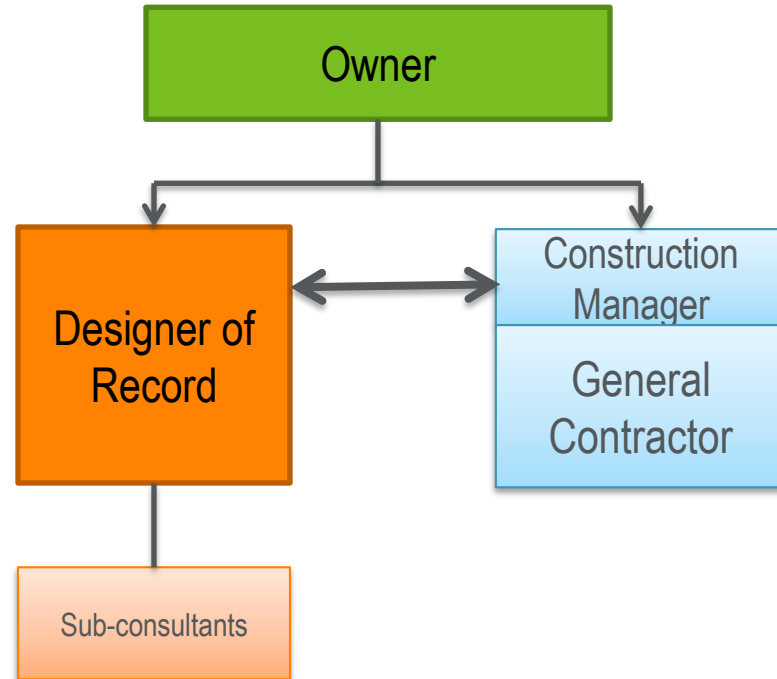 Owner
Designer of
Record
Construction
Manager
General
Contractor
Sub-consultants